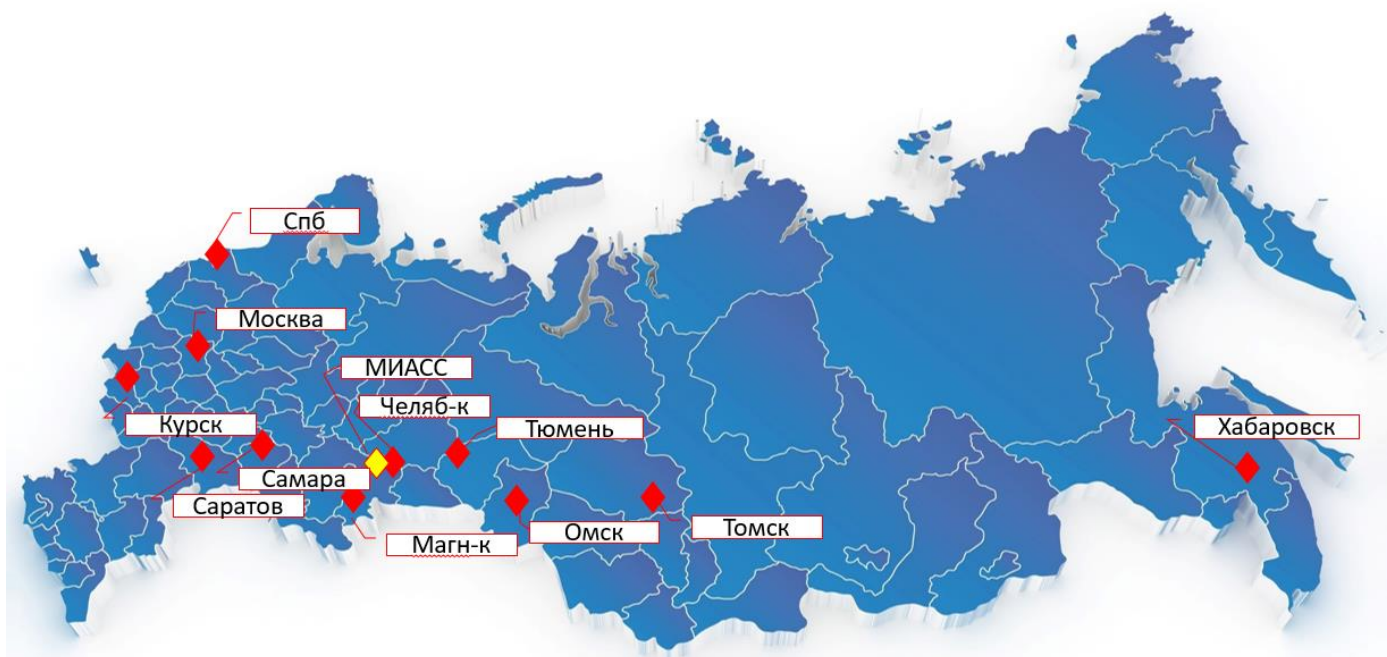 Спб
Москва
МИАСС
Челяб-к
Тюмень
Курск
Хабаровск
Самара
Саратов
Омск
Томск
Магн-к